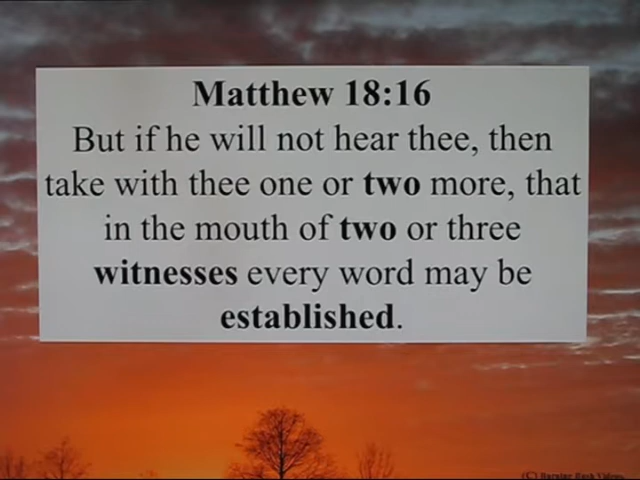 Matthew 18:16
But if he will not hear thee, then
take with thee one or two more, that
in the mouth of two or three
witnesses every word may be
established.